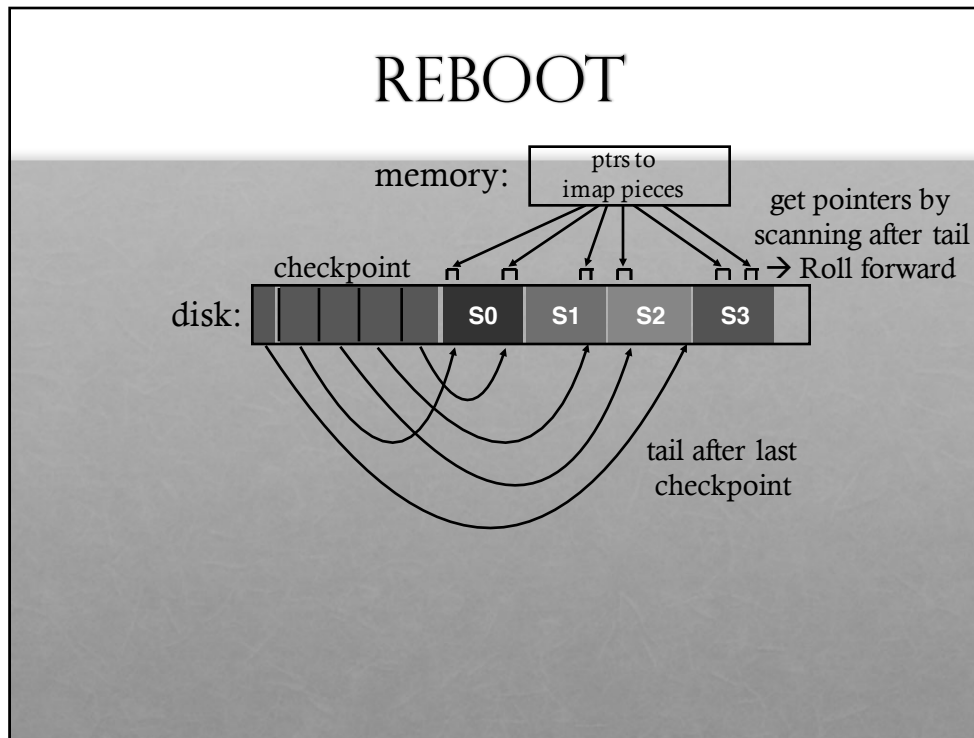 REBOOT
memory:
ptrs to
imap pieces
get pointers by
scanning after tail
→ Roll forward
checkpoint
disk:
S0 S1 S2 S3
tail after last
checkpoint